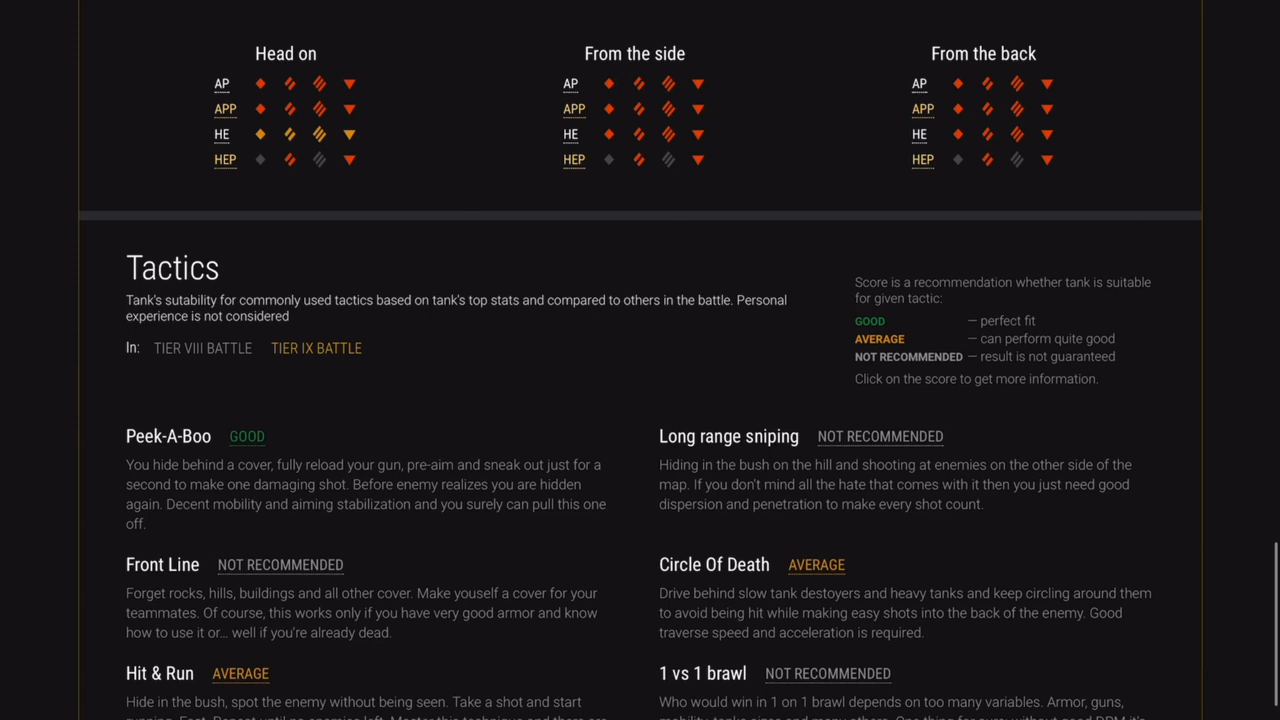 Head on
AP
APP
HE
HEP
From the side
AP
APP
HE
HEP
From the back
AP
APP
HE
HEP
Tactics
Tank's sutability for commonly used tactics based on tank's top stats and compared to others in the battle. Personal
experience is not considered
In: TIER VIII BATTLE TIER IX BATTLE
Score is a recommendation whether tank is suitable
for given tactic:
GOOD — perfect fit
AVERAGE — can perform quite good
NOT RECOMMENDED — result is not guaranteed
Click on the score to get more information.
Peek-A-Boo GOOD
You hide behind a cover, fully reload your gun, pre-aim and sneak out just for a
second to make one damaging shot. Before enemy realizes you are hidden
again. Decent mobility and aiming stabilization and you surely can pull this one
off.
Long range sniping NOT RECOMMENDED
Hiding in the bush on the hill and shooting at enemies on the other side of the
map. If you don't mind all the hate that comes with it then you just need good
dispersion and penetration to make every shot count.
Front Line NOT RECOMMENDED
Forget rocks, hills, buildings and all other cover. Make youself a cover for your
teammates. Of course, this works only if you have very good armor and know
how to use it or... well if you're already dead.
Circle Of Death AVERAGE
Drive behind slow tank destoyers and heavy tanks and keep circling around them
to avoid being hit while making easy shots into the back of the enemy. Good
traverse speed and acceleration is required.
Hit & Run AVERAGE
Hide in the bush, spot the enemy without being seen. Take a shot and start
1 vs 1 brawl NOT RECOMMENDED
Who would win in 1 on 1 brawl depends on too many variables. Armor, guns,